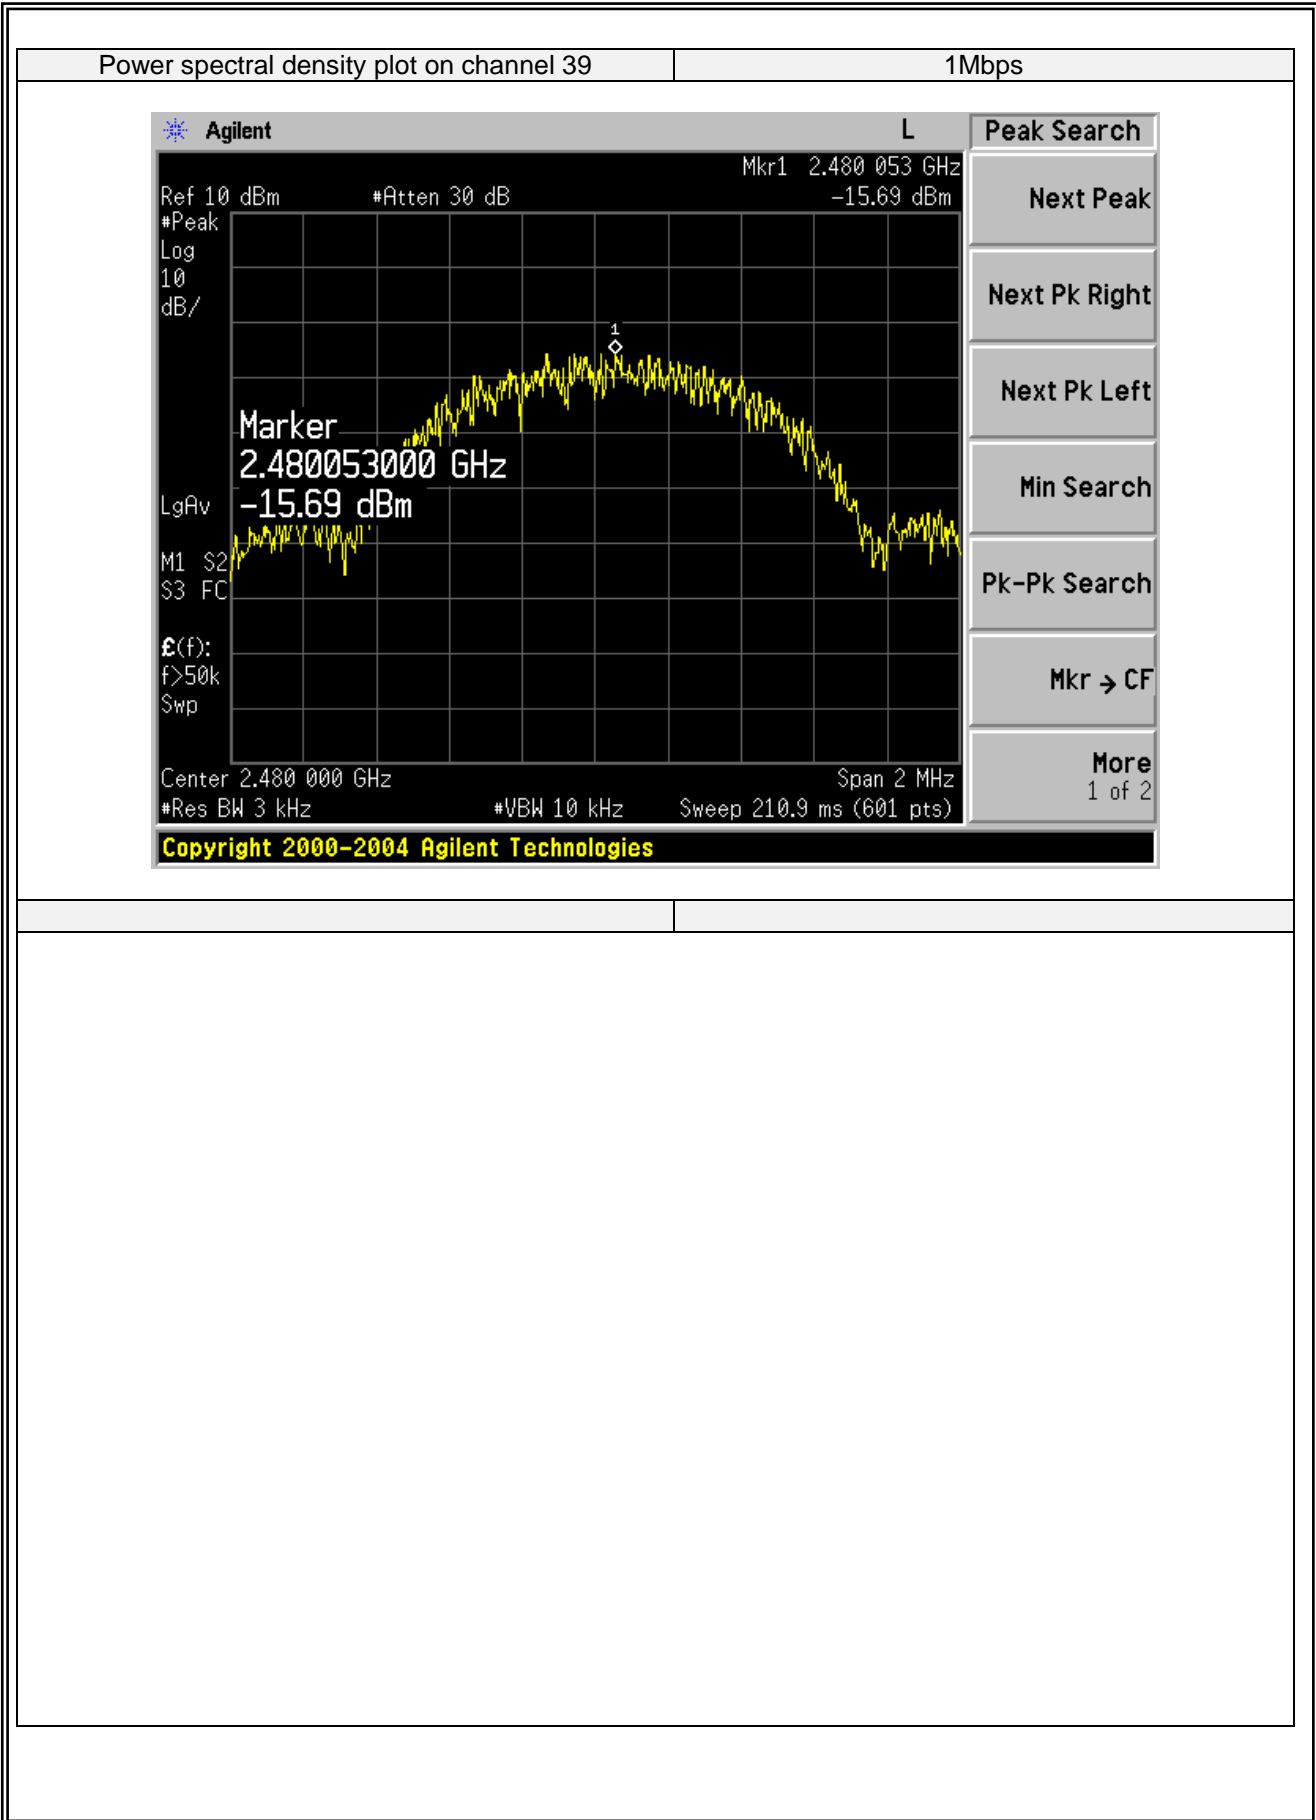 Power spectral density plot on channel 39 1Mbps
Agilent L Peak Search
Mkr1 2.480 053 GHz
Ref 10 dBm #Atten 30 dB -15.69 dBm Next Peak
#Peak
Log
10
dB/
Next Pk Right
1
Next Pk Left
Marker
2.480053000 GHz
-15.69 dBm
LgAv
Min Search
M1 S2
S3 FC
Pk-Pk Search
£(f):
f>50k
Swp
Mkr → CF
Center 2.480 000 GHz Span 2 MHz
#Res BW 3 kHz #VBW 10 kHz Sweep 210.9 ms (601 pts)
More
1 of 2
Copyright 2000-2004 Agilent Technologies